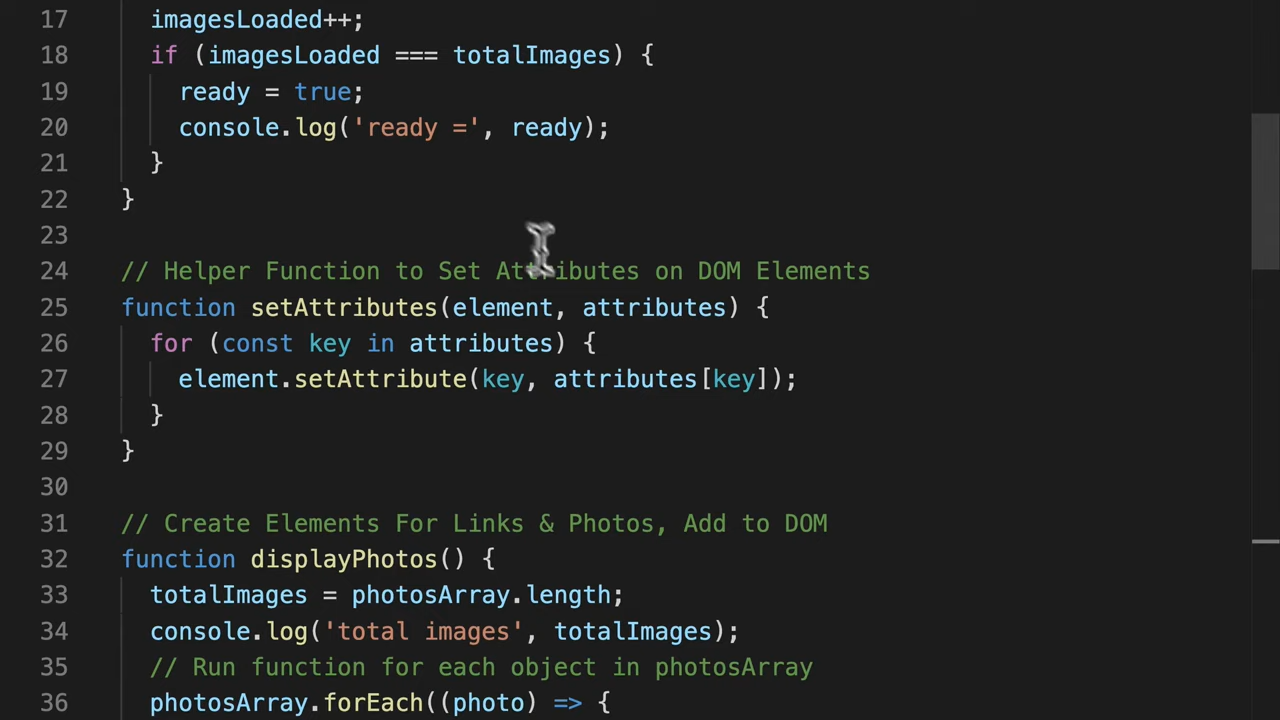 17 imagesLoaded++;
18 if (imagesLoaded === totalImages) {
19 ready = true;
20 console.log('ready =', ready);
21 }
22 }
23
24 // Helper Function to Set Attributes on DOM Elements
25 function setAttributes(element, attributes) {
26 for (const key in attributes) {
27 element.setAttribute(key, attributes[key]);
28 }
29 }
30
31 // Create Elements For Links & Photos, Add to DOM
32 function displayPhotos() {
33 totalImages = photosArray.length;
34 console.log('total images', totalImages);
35 // Run function for each object in photosArray
36 photosArray.forEach((photo) => {